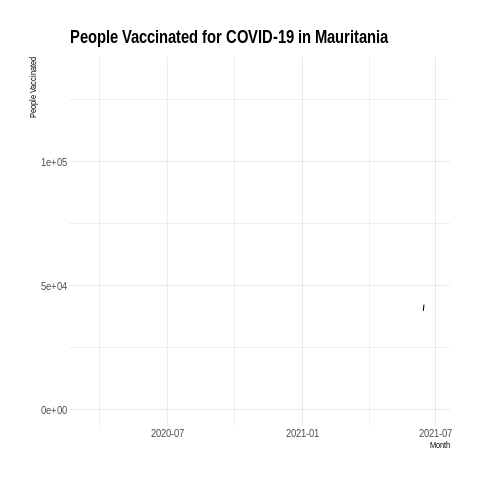 People Vaccinated for COVID-19 in Mauritania
People Vaccinated
1e+05
5e+04
0e+00
2020-07 2021-01 2021-07
Month